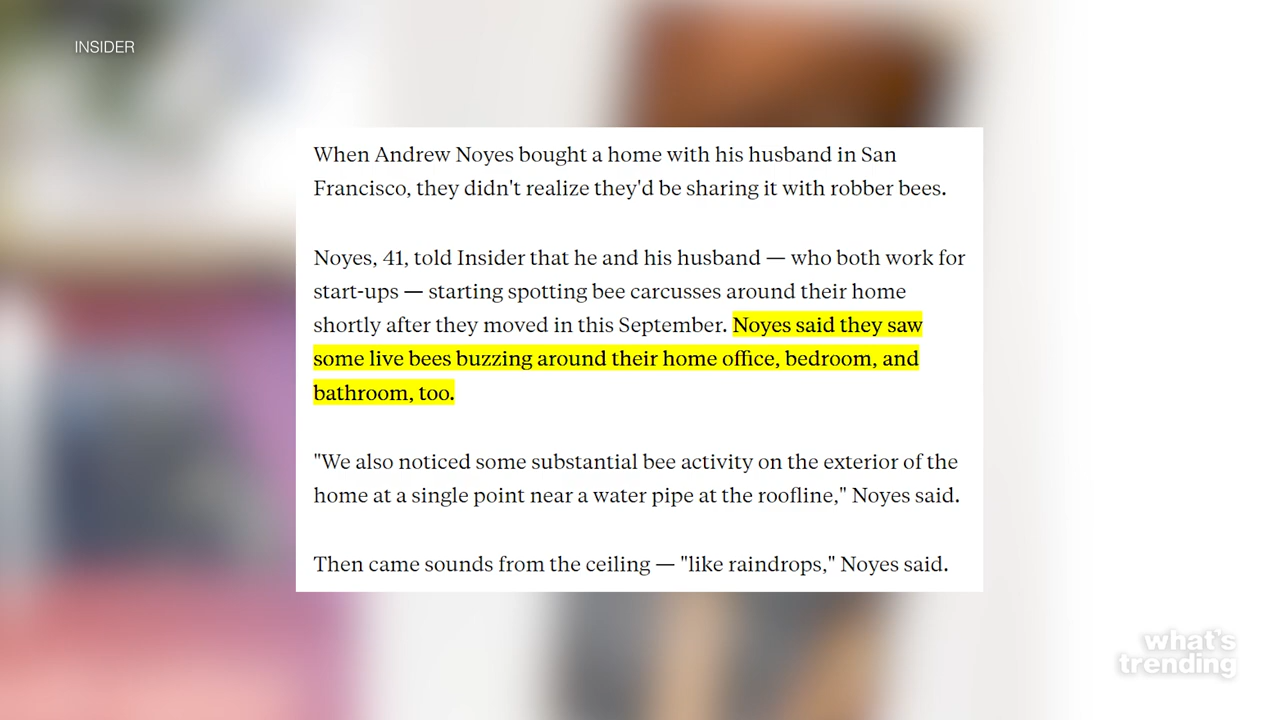 INSIDER
When Andrew Noyes bought a home with his husband in San
Francisco, they didn't realize they'd be sharing it with robber bees.
Noyes, 41, told Insider that he and his husband — who both work for
start-ups — starting spotting bee carcusses around their home
shortly after they moved in this September. Noyes said they saw
some live bees buzzing around their home office, bedroom, and
bathroom, too.
"We also noticed some substantial bee activity on the exterior of the
home at a single point near a water pipe at the roofline," Noyes said.
Then came sounds from the ceiling — "like raindrops," Noyes said.
what's
trending